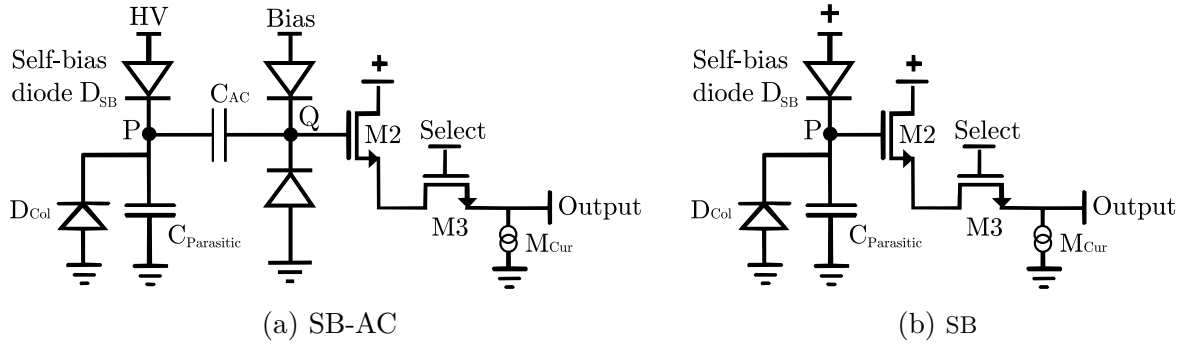 HV
Bias
Self-bias
diode D_SB
C_AC
P
Q
M2
Select
D_Col
C_Parasitic
M3
M_Cur
Output
(a) SB-AC
+
+
Self-bias
diode D_SB
P
M2
Select
D_Col
C_Parasitic
M3
M_Cur
Output
(b) SB